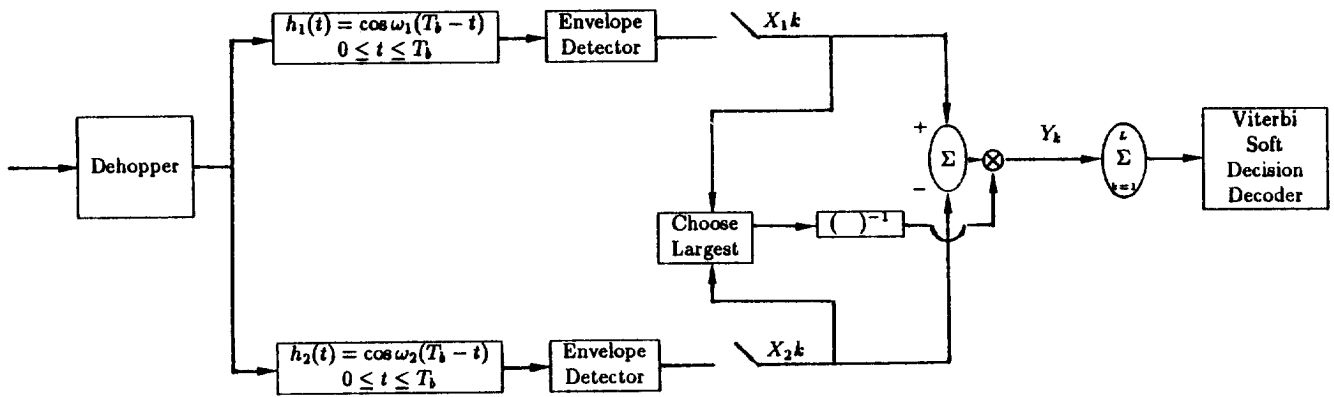 h₁(t) = cos ω₁(T_b − t)
0 ≤ t ≤ T_b
Envelope
Detector
X₁k
Dehopper
+
Σ
−
Y_k
L
Σ
k=1
Viterbi
Soft
Decision
Decoder
Choose
Largest
( )⁻¹
h₂(t) = cos ω₂(T_b − t)
0 ≤ t ≤ T_b
Envelope
Detector
X₂k